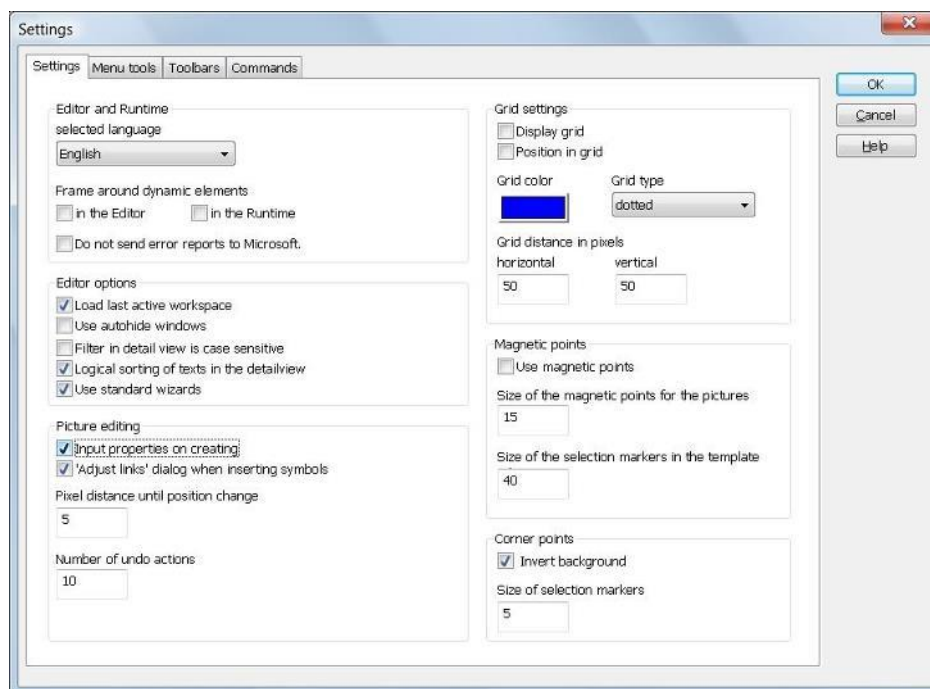 Settings
Settings Menu tools Toolbars Commands
Editor and Runtime
selected language
English
Frame around dynamic elements
in the Editor in the Runtime
Do not send error reports to Microsoft.
Editor options
Load last active workspace
Use autohide windows
Filter in detail view is case sensitive
Logical sorting of texts in the detailview
Use standard wizards
Picture editing
Input properties on creating
'Adjust links' dialog when inserting symbols
Pixel distance until position change
5
Number of undo actions
10
Grid settings
Display grid
Position in grid
Grid color Grid type
dotted
Grid distance in pixels
horizontal vertical
50 50
Magnetic points
Use magnetic points
Size of the magnetic points for the pictures
15
Size of the selection markers in the template
40
Corner points
Invert background
Size of selection markers
5
OK
Cancel
Help